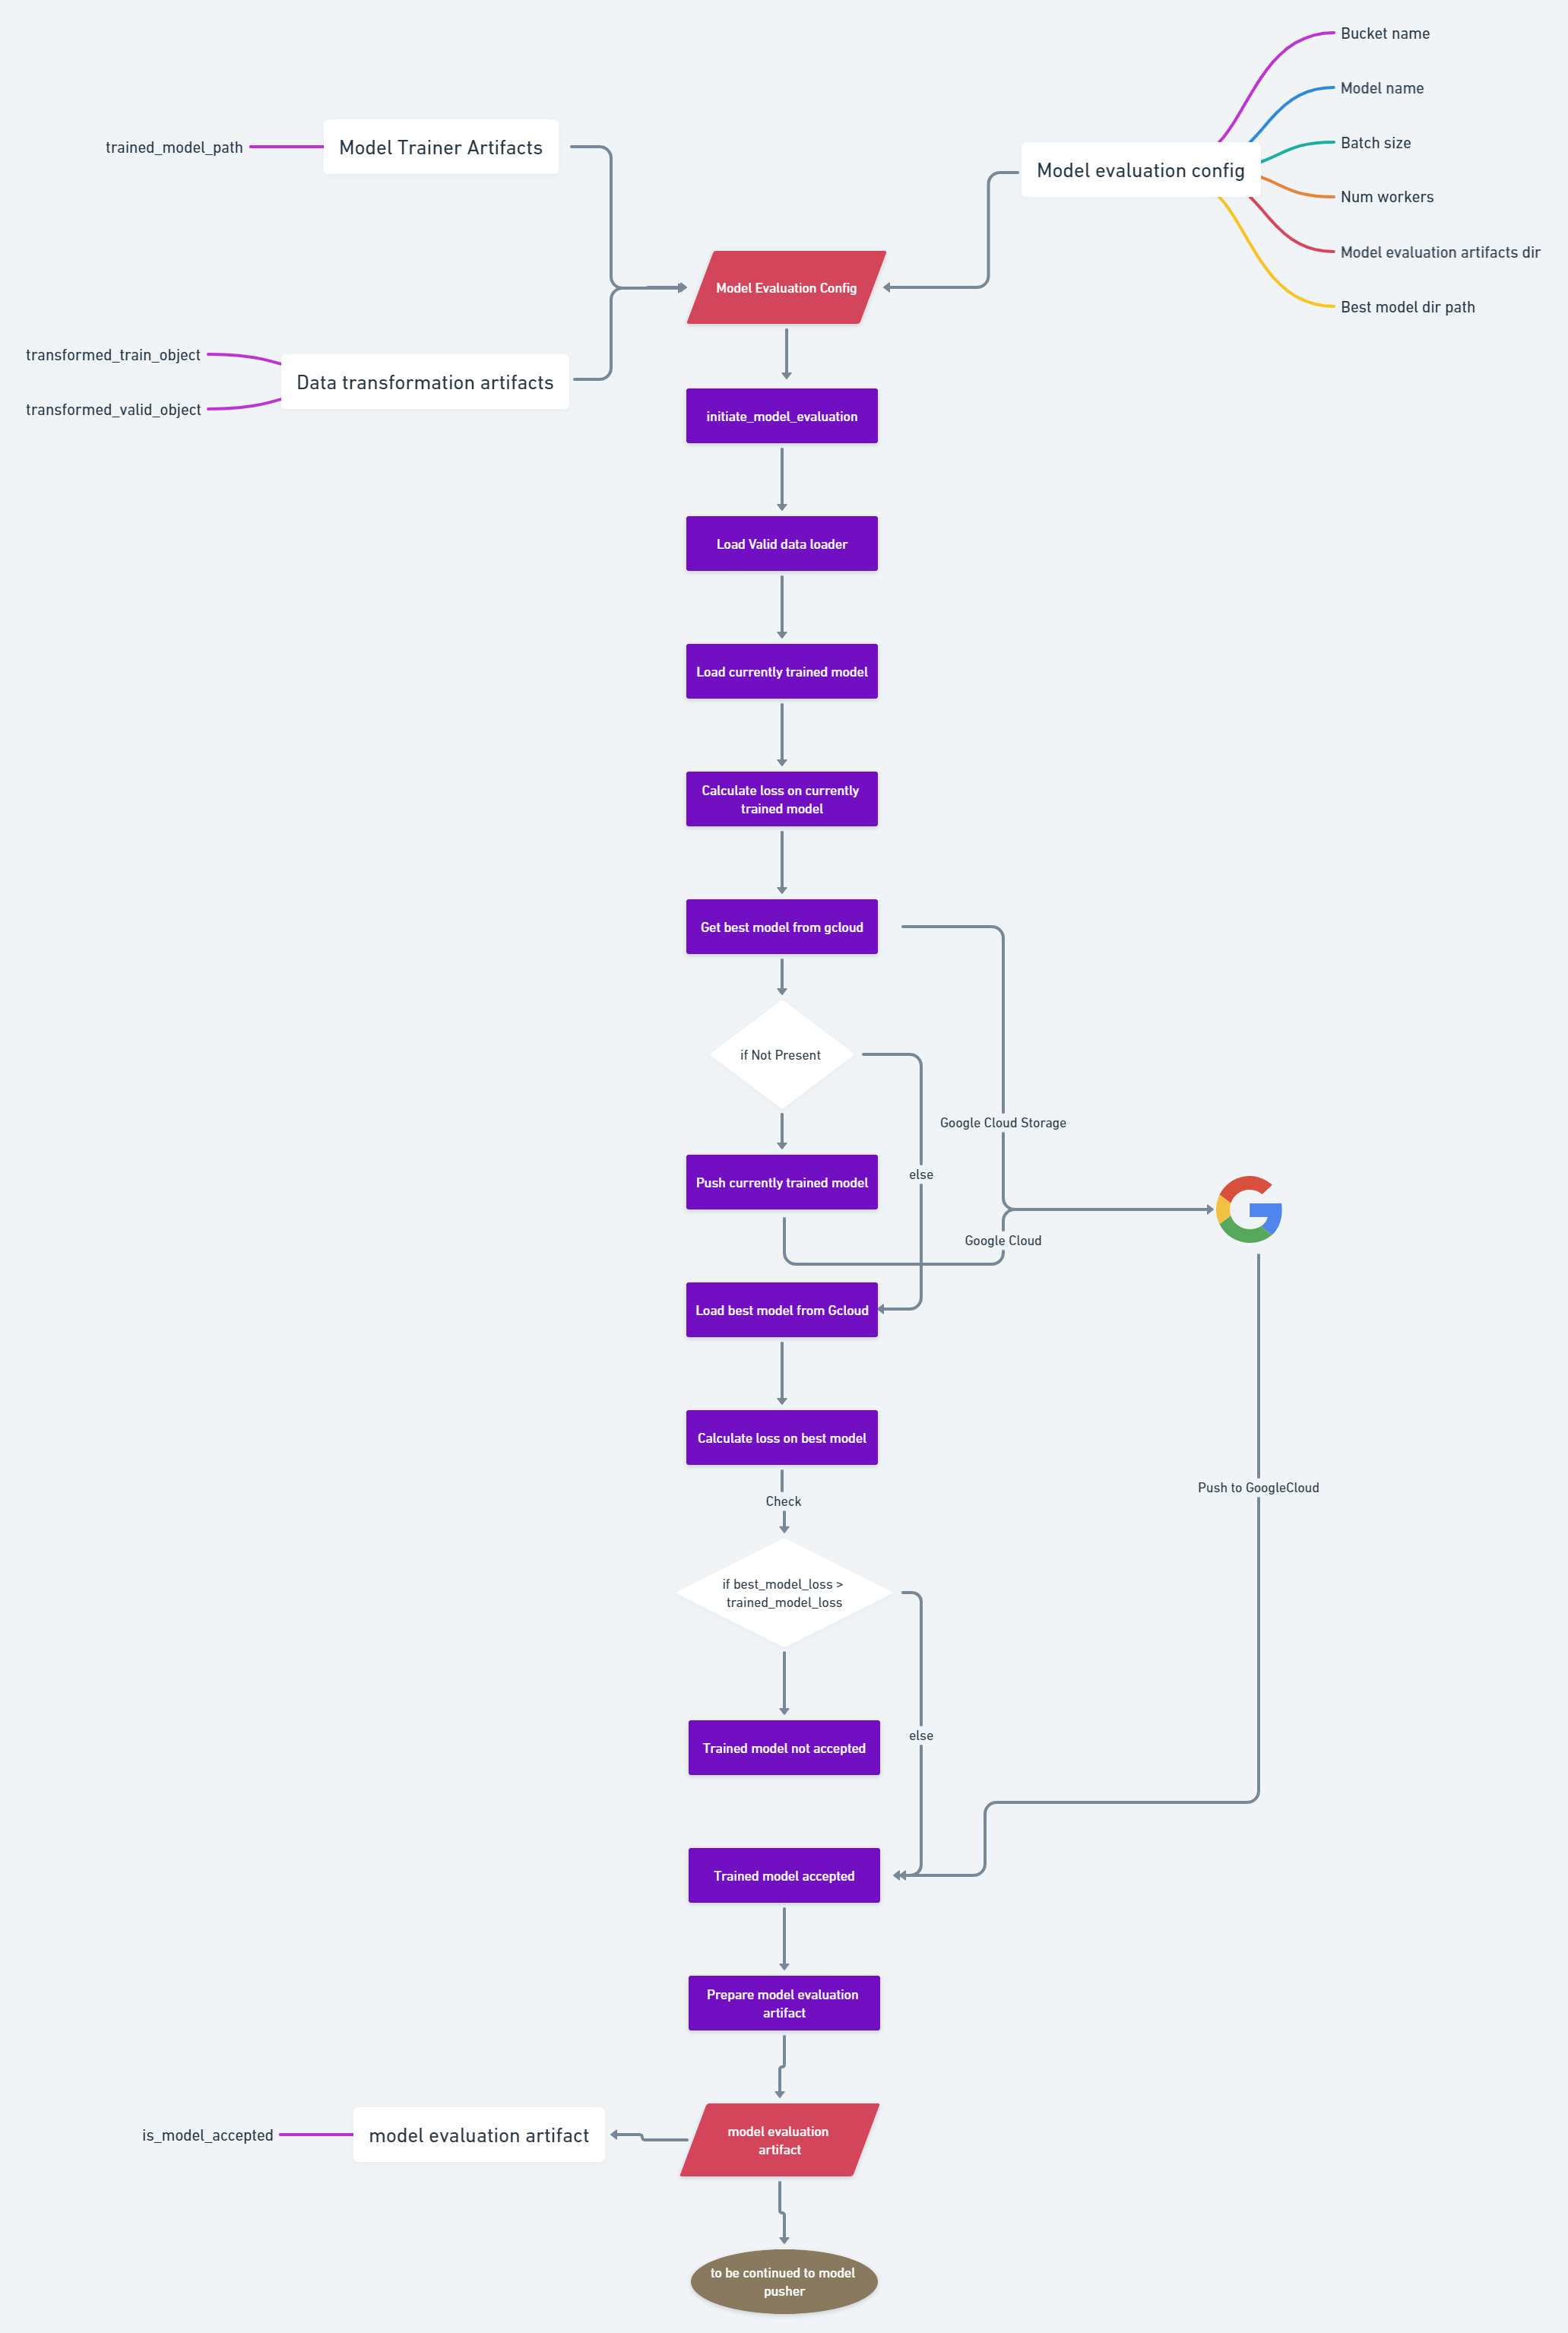 Bucket name
Model name
Batch size
Num workers
Model evaluation artifacts dir
Best model dir path
Model evaluation config
trained_model_path
Model Trainer Artifacts
Model Evaluation Config
transformed_train_object
transformed_valid_object
Data transformation artifacts
initiate_model_evaluation
Load Valid data loader
Load currently trained model
Calculate loss on currently
trained model
Get best model from gcloud
if Not Present
Google Cloud Storage
else
Push currently trained model
Google Cloud
Load best model from Gcloud
Calculate loss on best model
Push to GoogleCloud
Check
if best_model_loss >
trained_model_loss
else
Trained model not accepted
Trained model accepted
Prepare model evaluation
artifact
is_model_accepted
model evaluation artifact
model evaluation
artifact
to be continued to model
pusher